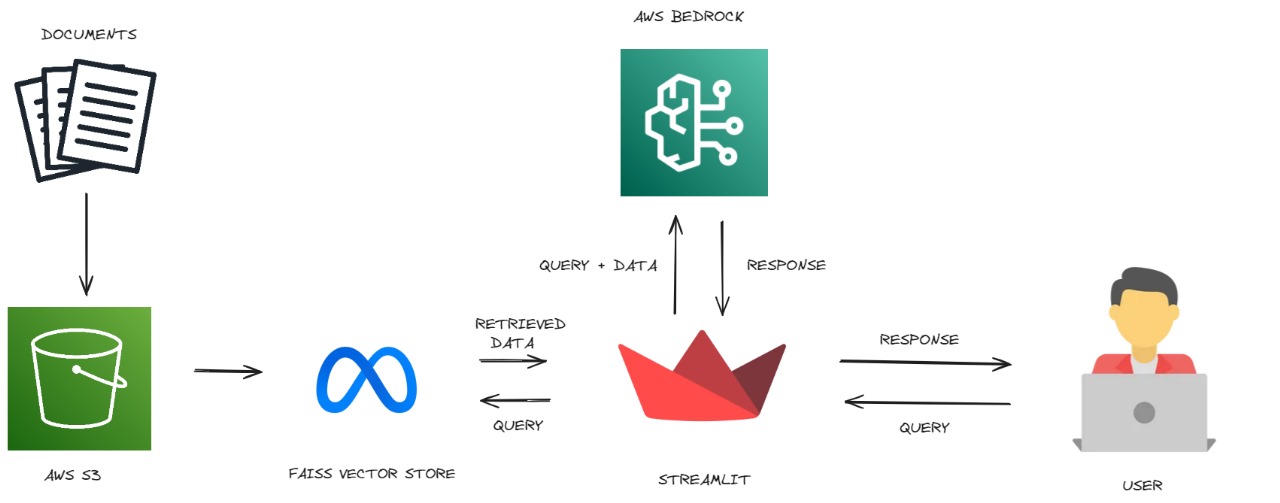 AWS BEDROCK
DOCUMENTS
QUERY + DATA
RESPONSE
RETRIEVED
DATA
RESPONSE
QUERY
QUERY
AWS S3
FAISS VECTOR STORE
STREAMLIT
USER